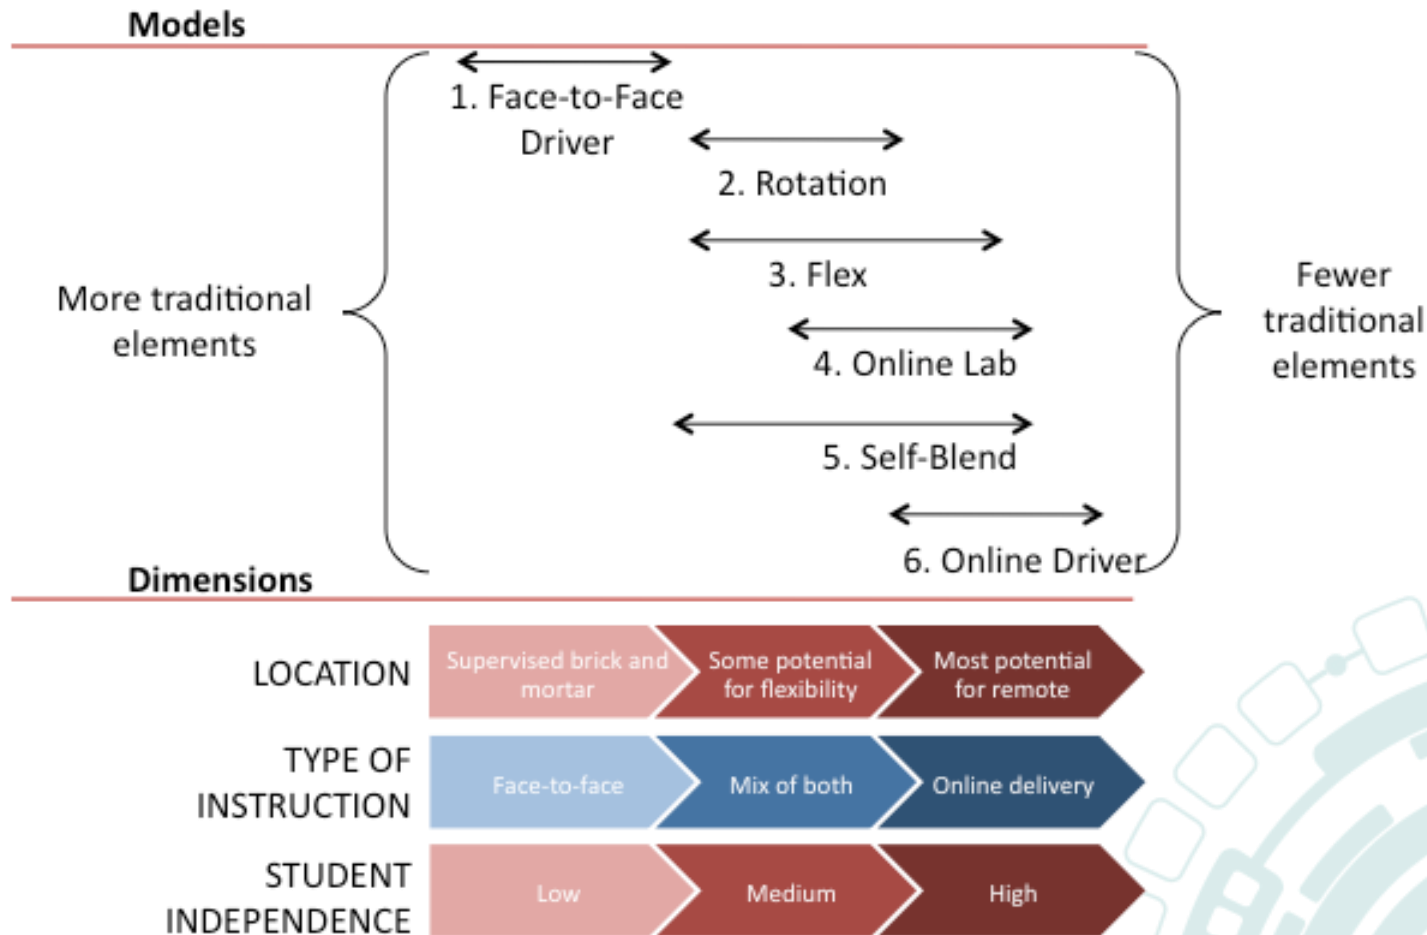 Models
1. Face-to-Face
Driver
2. Rotation
3. Flex
More traditional
elements
Fewer
traditional
elements
4. Online Lab
5. Self-Blend
6. Online Driver
Dimensions
LOCATION
Supervised brick and
mortar
Some potential
for flexibility
Most potential
for remote
TYPE OF
INSTRUCTION
Face-to-face
Mix of both
Online delivery
STUDENT
INDEPENDENCE
Low
Medium
High